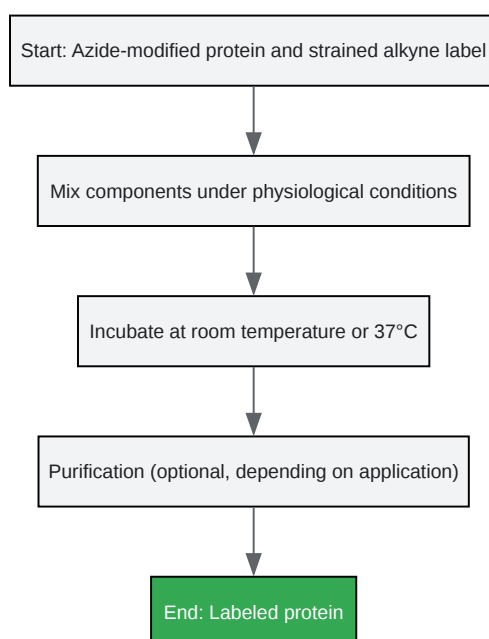 Start: Azide-modified protein and strained alkyne label
Mix components under physiological conditions
Incubate at room temperature or 37°C
Purification (optional, depending on application)
End: Labeled protein